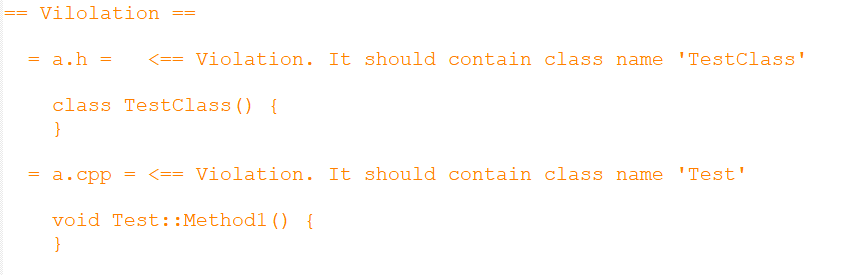 == Vilolation ==
= a.h =   <== Violation. It should contain class name 'TestClass'
class TestClass() {
}
= a.cpp = <== Violation. It should contain class name 'Test'
void Test::Method1() {
}